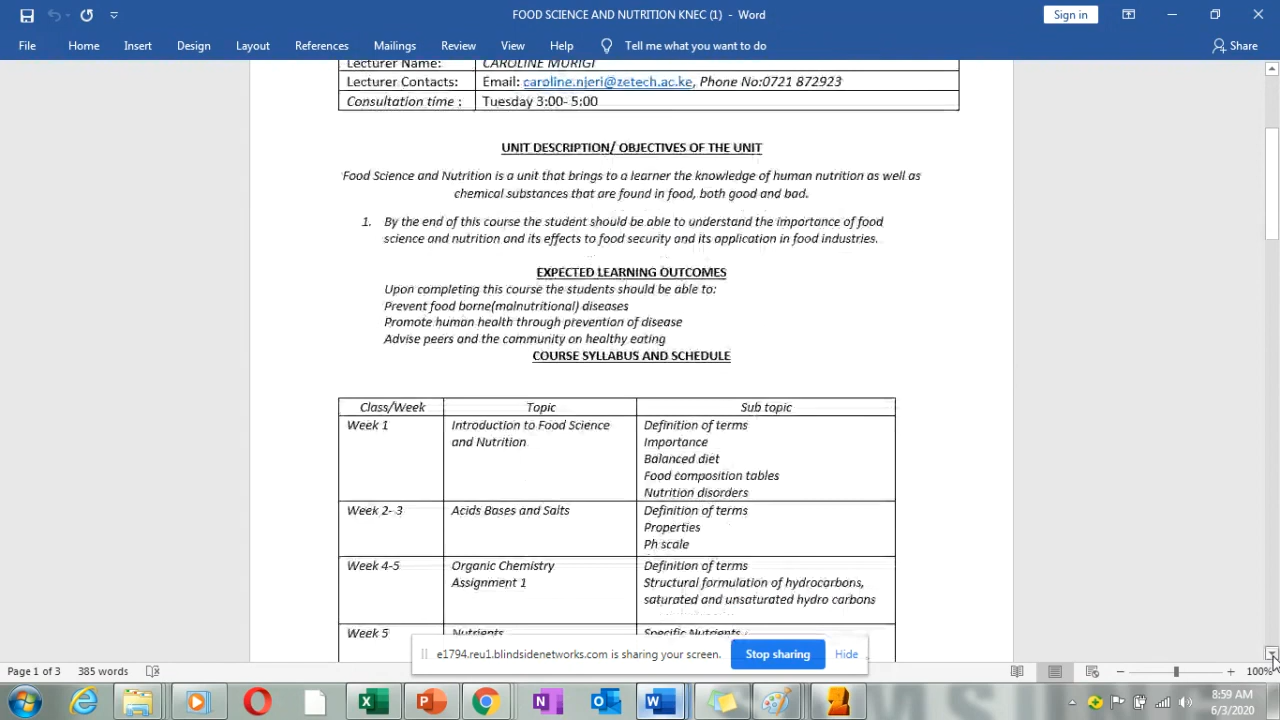 FOOD SCIENCE AND NUTRITION KNEC (1) - Word
Sign in
File Home Insert Design Layout References Mailings Review View Help Tell me what you want to do Share
Lecturer Name: CAROLINE MURIGI
Lecturer Contacts: Email: caroline.njeri@zetech.ac.ke, Phone No:0721 872923
Consultation time : Tuesday 3:00- 5:00
UNIT DESCRIPTION/ OBJECTIVES OF THE UNIT
Food Science and Nutrition is a unit that brings to a learner the knowledge of human nutrition as well as
chemical substances that are found in food, both good and bad.
1. By the end of this course the student should be able to understand the importance of food
science and nutrition and its effects to food security and its application in food industries.
EXPECTED LEARNING OUTCOMES
Upon completing this course the students should be able to:
Prevent food borne(malnutritional) diseases
Promote human health through prevention of disease
Advise peers and the community on healthy eating
COURSE SYLLABUS AND SCHEDULE
Class/Week Topic Sub topic
Week 1 Introduction to Food Science Definition of terms
and Nutrition Importance
Balanced diet
Food composition tables
Nutrition disorders
Week 2- 3 Acids Bases and Salts Definition of terms
Properties
Ph scale
Week 4-5 Organic Chemistry Definition of terms
Assignment 1 Structural formulation of hydrocarbons,
saturated and unsaturated hydro carbons
Week 5 Nutrients Specific Nutrients
e1794.reu1.blindsidenetworks.com is sharing your screen. Stop sharing Hide
Page 1 of 3 385 words 100%
8:59 AM
6/3/2020